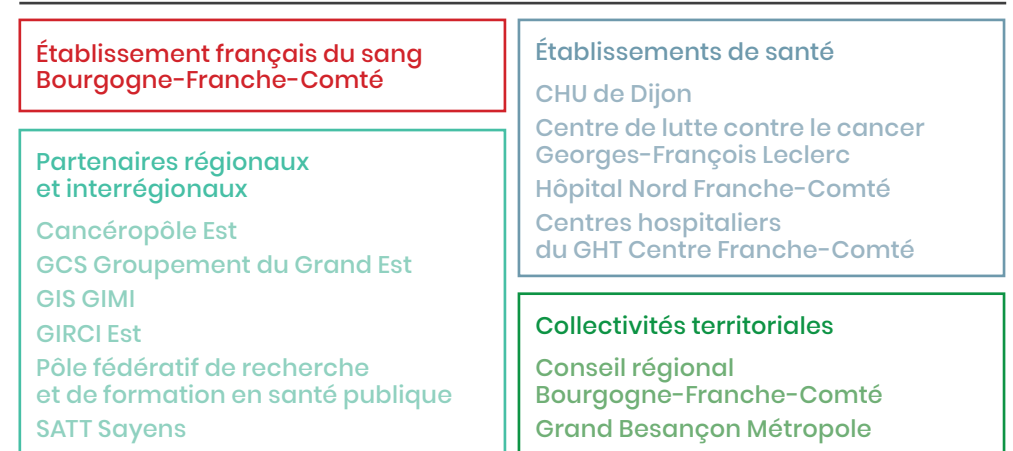 Établissement français du sang
Bourgogne-Franche-Comté
Partenaires régionaux
et interrégionaux
Cancéropôle Est
GCS Groupement du Grand Est
GIS GIMI
GIRCI Est
Pôle fédératif de recherche
et de formation en santé publique
SATT Sayens
Établissements de santé
CHU de Dijon
Centre de lutte contre le cancer
Georges-François Leclerc
Hôpital Nord Franche-Comté
Centres hospitaliers
du GHT Centre Franche-Comté
Collectivités territoriales
Conseil régional
Bourgogne-Franche-Comté
Grand Besançon Métropole